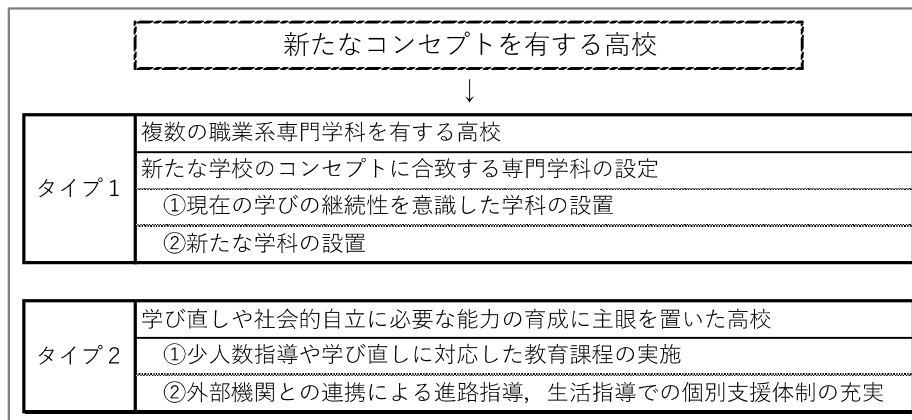 新たなコンセプトを有する高校
↓
タイプ1
複数の職業系専門学科を有する高校
新たな学校のコンセプトに合致する専門学科の設定
①現在の学びの継続性を意識した学科の設置
②新たな学科の設置
タイプ2
学び直しや社会的自立に必要な能力の育成に主眼を置いた高校
①少人数指導や学び直しに対応した教育課程の実施
②外部機関との連携による進路指導，生活指導での個別支援体制の充実